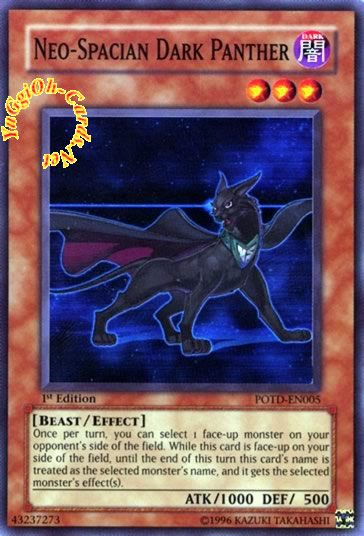 NEO-SPACIAN DARK PANTHER
DARK
闇
YuGgiOh-Cards.Net
1st Edition
POTD-EN005
[BEAST/EFFECT]
Once per turn, you can select 1 face-up monster on your
opponent's side of the field. While this card is face-up on your
side of the field, until the end of this turn this card's name is
treated as the selected monster's name, and it gets the selected
monster's effect(s).
ATK/1000 DEF/ 500
43237273
©1996 KAZUKI TAKAHASHI